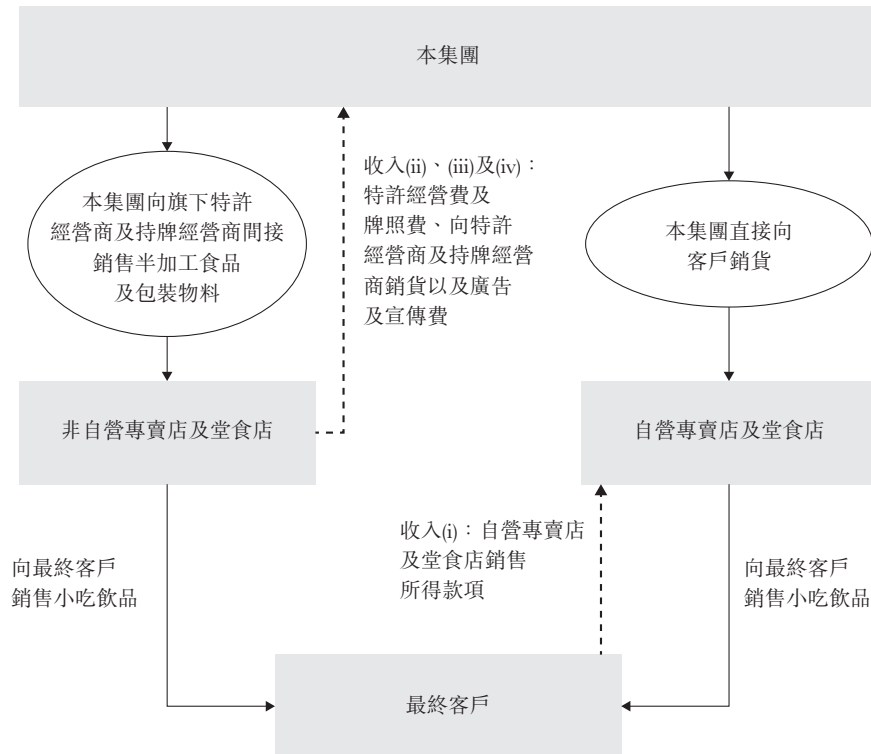 本集團
本集團向旗下特許
經營商及持牌經營商間接
銷售半加工食品
及包裝物料
收入(ii)、(iii)及(iv)：
特許經營費及
牌照費、向特許
經營商及持牌經營
商銷貨以及廣告
及宣傳費
本集團直接向
客戶銷貨
非自營專賣店及堂食店
自營專賣店及堂食店
向最終客戶
銷售小吃飲品
收入(i)：自營專賣店
及堂食店銷售
所得款項
向最終客戶
銷售小吃飲品
最終客戶